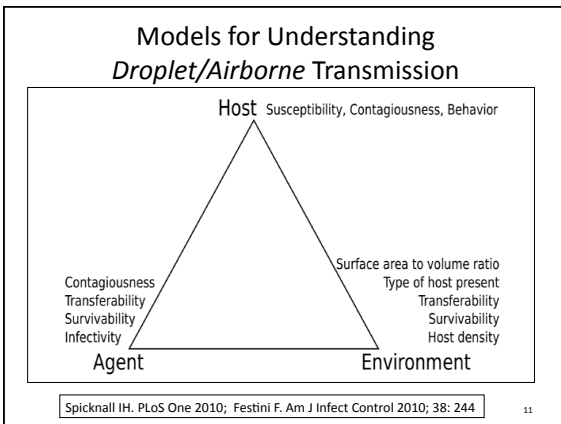 Models for Understanding
Droplet/Airborne Transmission
Host Susceptibility, Contagiousness, Behavior
Contagiousness
Transferability
Survivability
Infectivity
Agent
Surface area to volume ratio
Type of host present
Transferability
Survivability
Host density
Environment
Spicknall IH. PLoS One 2010; Festini F. Am J Infect Control 2010; 38: 244
11